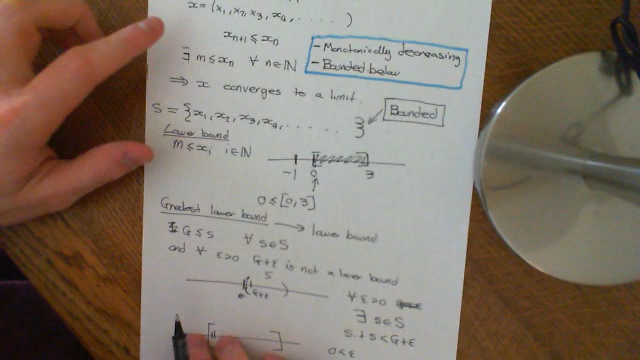 x = (x₁, x₂, x₃, x₄, . . . . . )
xₙ₊₁ ≤ xₙ
∃ m ≤ xₙ ∀ n ∈ ℕ
- Monotonically decreasing
- Bounded below
⇒ x converges to a limit.
S = {x₁, x₂, x₃, x₄, . . . . . . }
Bounded
Lower bound
m ≤ xᵢ i ∈ ℕ
-1 0 3
0 ≤ [0, 3]
Greatest lower bound → lower bound
G ≤ s ∀ s ∈ S
and ∀ ε > 0 G + ε is not a lower bound
S
G+ε
∀ ε > 0
∃ s ∈ S
s.t s < G + ε
0 < ε